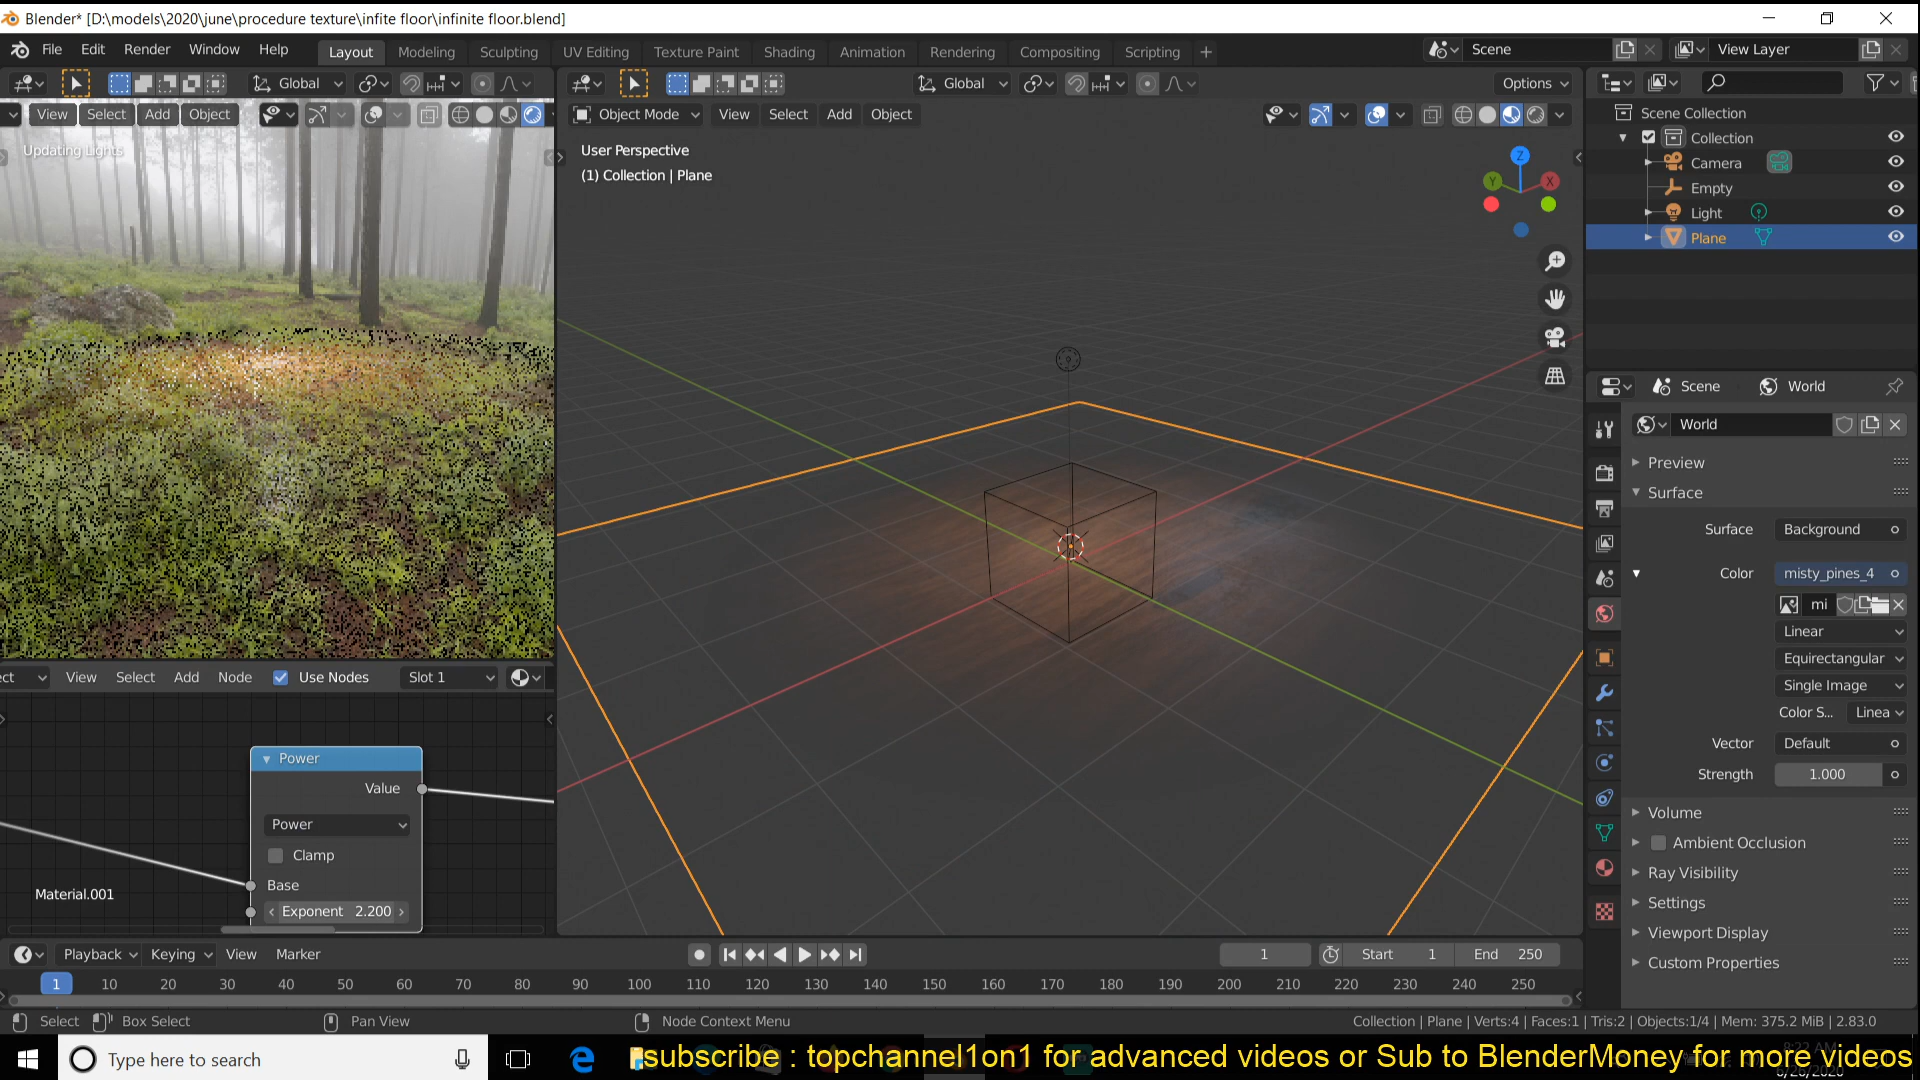 Blender* [D:\models\2020\june\procedure texture\infite floor\infinite floor.blend]
File Edit Render Window Help Layout Modeling Sculpting UV Editing Texture Paint Shading Animation Rendering Compositing Scripting + Scene View Layer
Global Global Options
View Select Add Object Object Mode View Select Add Object
Scene Collection
Collection
Camera
Empty
Light
Plane
Updating Lights
User Perspective
(1) Collection | Plane
Z
Y
X
Scene World
World
Preview
Surface
Surface Background
Color misty_pines_4
mi
Linear
Equirectangular
Single Image
Color S... Linea
Vector Default
Strength 1.000
Volume
Ambient Occlusion
Ray Visibility
Settings
Viewport Display
Custom Properties
ct View Select Add Node Use Nodes Slot 1
Power
Value
Power
Clamp
Base
Exponent 2.200
Material.001
Playback Keying View Marker 1 Start 1 End 250
1 10 20 30 40 50 60 70 80 90 100 110 120 130 140 150 160 170 180 190 200 210 220 230 240 250
Select Box Select Pan View Node Context Menu Collection | Plane | Verts:4 | Faces:1 | Tris:2 | Objects:1/4 | Mem: 375.2 MiB | 2.83.0
Type here to search
subscribe : topchannel1on1 for advanced videos or Sub to BlenderMoney for more videos